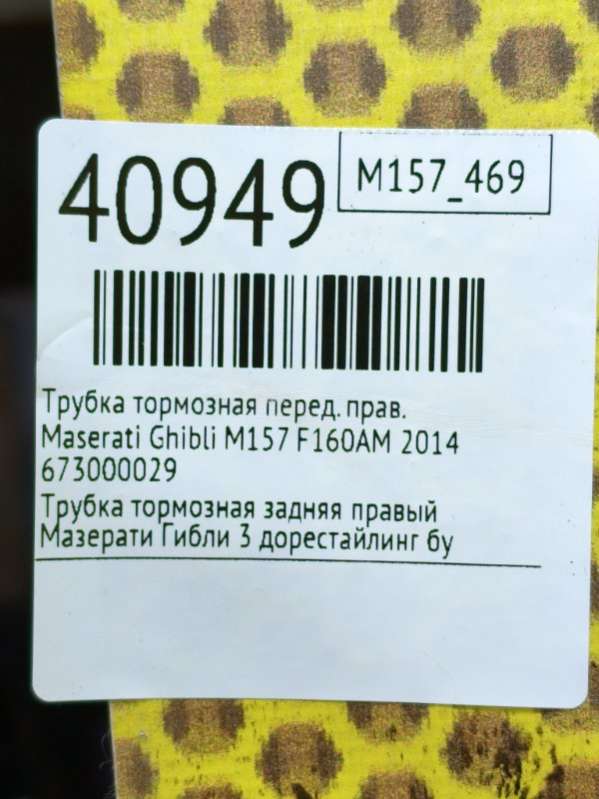 40949
M157_469
Трубка тормозная перед. прав.
Maserati Ghibli M157 F160AM 2014
673000029
Трубка тормозная задняя правый
Мазерати Гибли 3 дорестайлинг бу